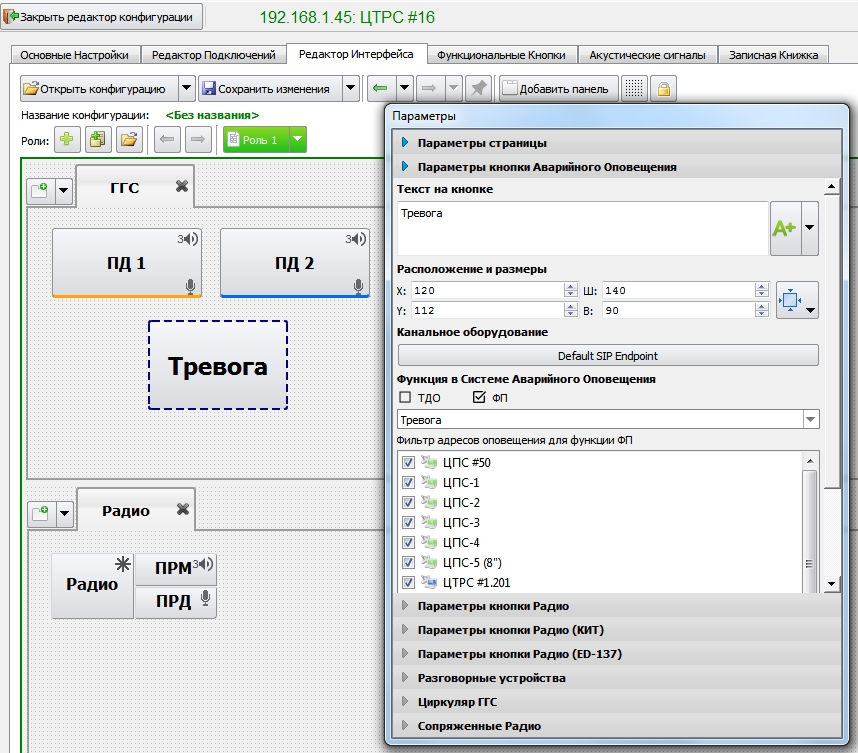 Закрыть редактор конфигурации
192.168.1.45: ЦТРС #16
Основные Настройки
Редактор Подключений
Редактор Интерфейса
Функциональные Кнопки
Акустические сигналы
Записная Книжка
Открыть конфигурацию
Сохранить изменения
Добавить панель
Название конфигурации: <Без названия>
Роли:
Роль 1
ГГС
ПД 1
3
ПД 2
3
Тревога
Радио
Радио
ПРМ
3
ПРД
Параметры
Параметры страницы
Параметры кнопки Аварийного Оповещения
Текст на кнопке
Тревога
A+
Расположение и размеры
X: 120 Ш: 140
Y: 112 В: 90
Канальное оборудование
Default SIP Endpoint
Функция в Системе Аварийного Оповещения
ТДО ФП
Тревога
Фильтр адресов оповещения для функции ФП
ЦПС #50
ЦПС-1
ЦПС-2
ЦПС-3
ЦПС-4
ЦПС-5 (8")
ЦТРС #1.201
Параметры кнопки Радио
Параметры кнопки Радио (КИТ)
Параметры кнопки Радио (ED-137)
Разговорные устройства
Циркуляр ГГС
Сопряженные Радио